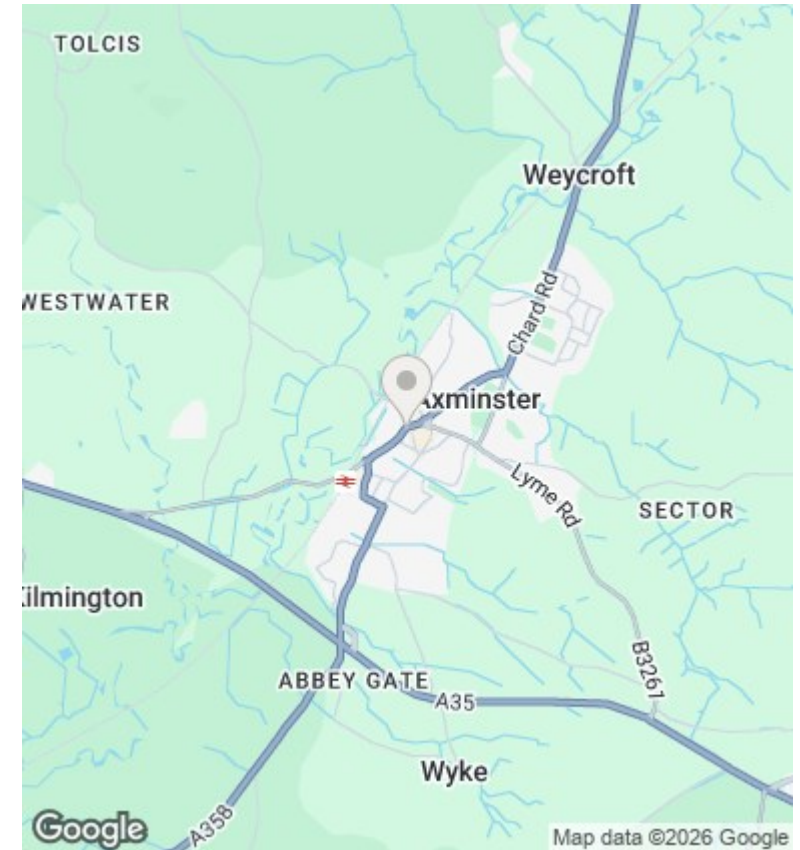 TOLCIS
Weycroft
WESTWATER
Chard Rd
Axminster
Lyme Rd
SECTOR
Kilmington
B3261
ABBEY GATE
A35
Wyke
A358
Google
Map data ©2026 Google